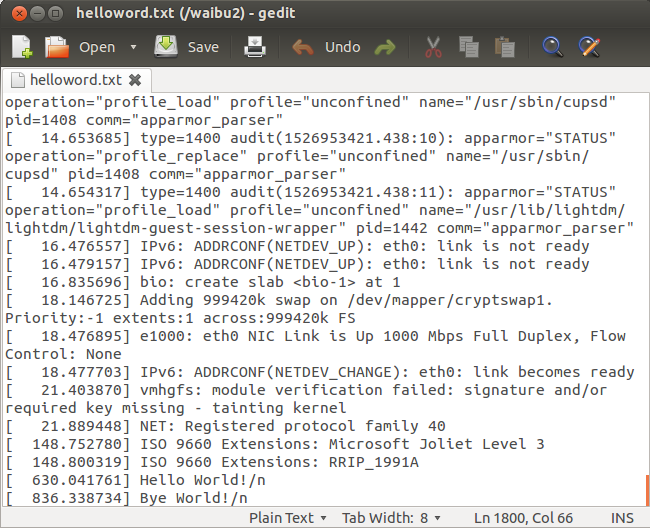 helloword.txt (/waibu2) - gedit
Open Save Undo
helloword.txt
operation="profile_load" profile="unconfined" name="/usr/sbin/cupsd"
pid=1408 comm="apparmor_parser"
[   14.653685] type=1400 audit(1526953421.438:10): apparmor="STATUS"
operation="profile_replace" profile="unconfined" name="/usr/sbin/
cupsd" pid=1408 comm="apparmor_parser"
[   14.654317] type=1400 audit(1526953421.438:11): apparmor="STATUS"
operation="profile_load" profile="unconfined" name="/usr/lib/lightdm/
lightdm/lightdm-guest-session-wrapper" pid=1442 comm="apparmor_parser"
[   16.476557] IPv6: ADDRCONF(NETDEV_UP): eth0: link is not ready
[   16.479157] IPv6: ADDRCONF(NETDEV_UP): eth0: link is not ready
[   16.835696] bio: create slab <bio-1> at 1
[   18.146725] Adding 999420k swap on /dev/mapper/cryptswap1.
Priority:-1 extents:1 across:999420k FS
[   18.476895] e1000: eth0 NIC Link is Up 1000 Mbps Full Duplex, Flow
Control: None
[   18.477703] IPv6: ADDRCONF(NETDEV_CHANGE): eth0: link becomes ready
[   21.403870] vmhgfs: module verification failed: signature and/or
required key missing - tainting kernel
[   21.889448] NET: Registered protocol family 40
[  148.752780] ISO 9660 Extensions: Microsoft Joliet Level 3
[  148.800319] ISO 9660 Extensions: RRIP_1991A
[  630.041761] Hello World!/n
[  836.338734] Bye World!/n
Plain Text Tab Width: 8 Ln 1800, Col 66 INS